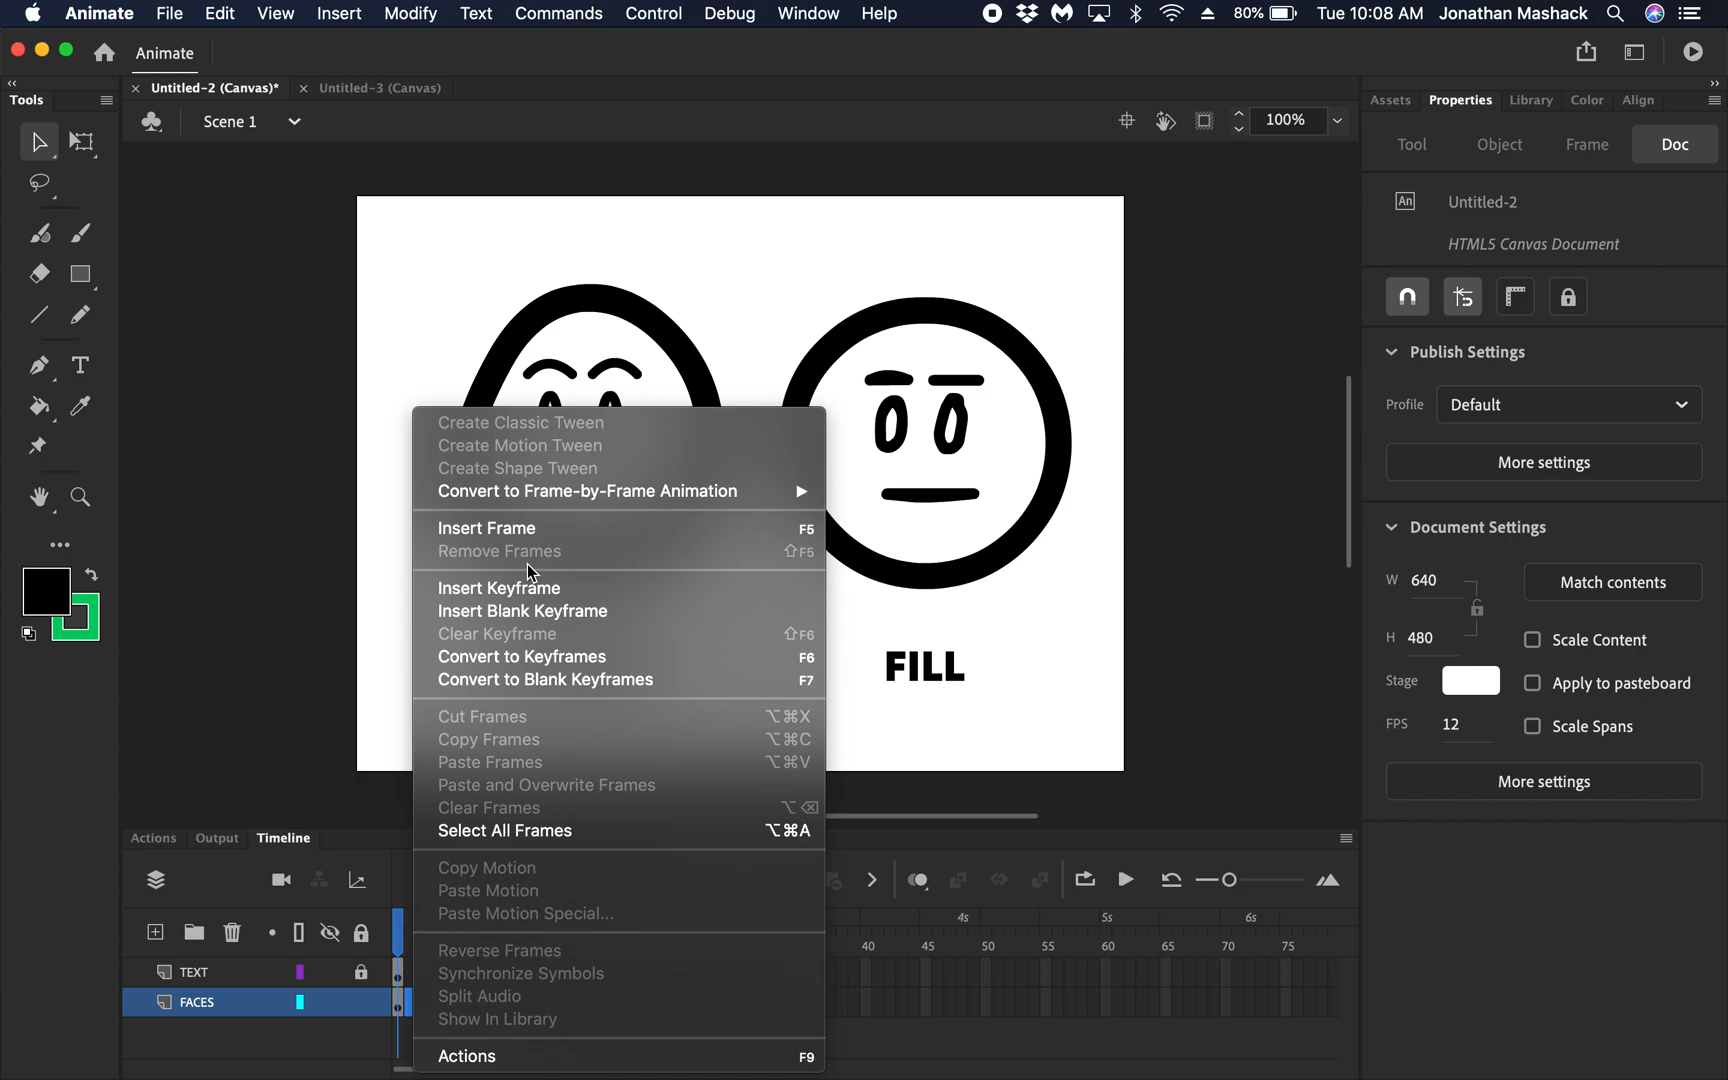 Animate File Edit View Insert Modify Text Commands Control Debug Window Help 80% Tue 10:08 AM Jonathan Mashack
Animate
Untitled-2 (Canvas)* Untitled-3 (Canvas)
Tools
Scene 1
100%
Assets Properties Library Color Align
Tool Object Frame Doc
An Untitled-2
HTML5 Canvas Document
Publish Settings
Profile Default
More settings
Document Settings
W 640
Match contents
H 480
Scale Content
Stage
Apply to pasteboard
FPS 12
Scale Spans
More settings
T
FILL
Create Classic Tween
Create Motion Tween
Create Shape Tween
Convert to Frame-by-Frame Animation
Insert Frame F5
Remove Frames ⇧F5
Insert Keyframe
Insert Blank Keyframe
Clear Keyframe ⇧F6
Convert to Keyframes F6
Convert to Blank Keyframes F7
Cut Frames ⌥⌘X
Copy Frames ⌥⌘C
Paste Frames ⌥⌘V
Paste and Overwrite Frames
Clear Frames ⌥⌫
Select All Frames ⌥⌘A
Copy Motion
Paste Motion
Paste Motion Special...
Reverse Frames
Synchronize Symbols
Split Audio
Show In Library
Actions F9
Actions Output Timeline
4s 5s 6s
40 45 50 55 60 65 70 75
TEXT
FACES